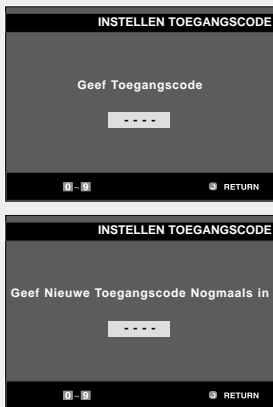 INSTELLEN TOEGANGSCODE
Geef Toegangscode
- - - -
0 ~ 9 RETURN
INSTELLEN TOEGANGSCODE
Geef Nieuwe Toegangscode Nogmaals in
- - - -
0 ~ 9 RETURN